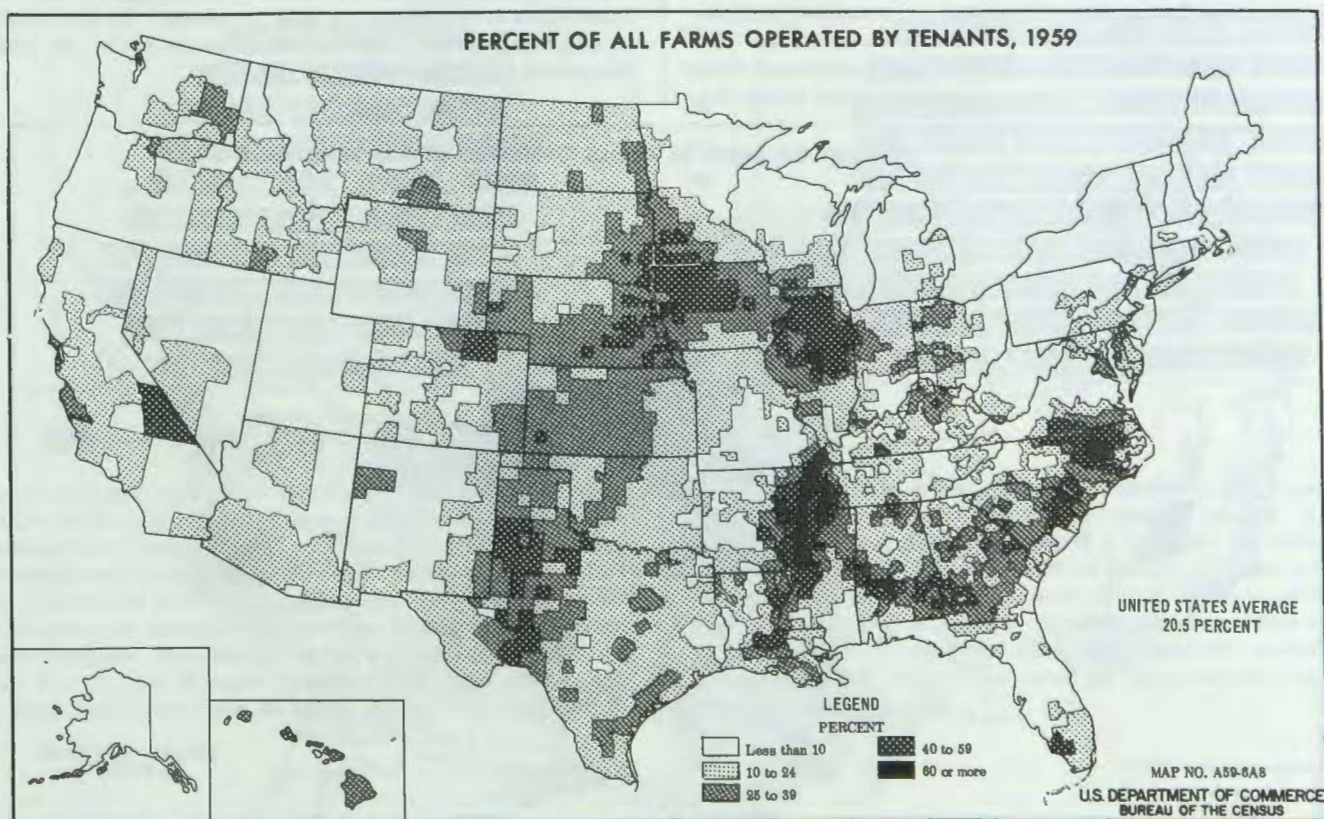 PERCENT OF ALL FARMS OPERATED BY TENANTS, 1959
UNITED STATES AVERAGE
20.5 PERCENT
LEGEND
PERCENT
Less than 10
10 to 24
25 to 39
40 to 59
60 or more
MAP NO. A59-6A8
U.S. DEPARTMENT OF COMMERCE
BUREAU OF THE CENSUS